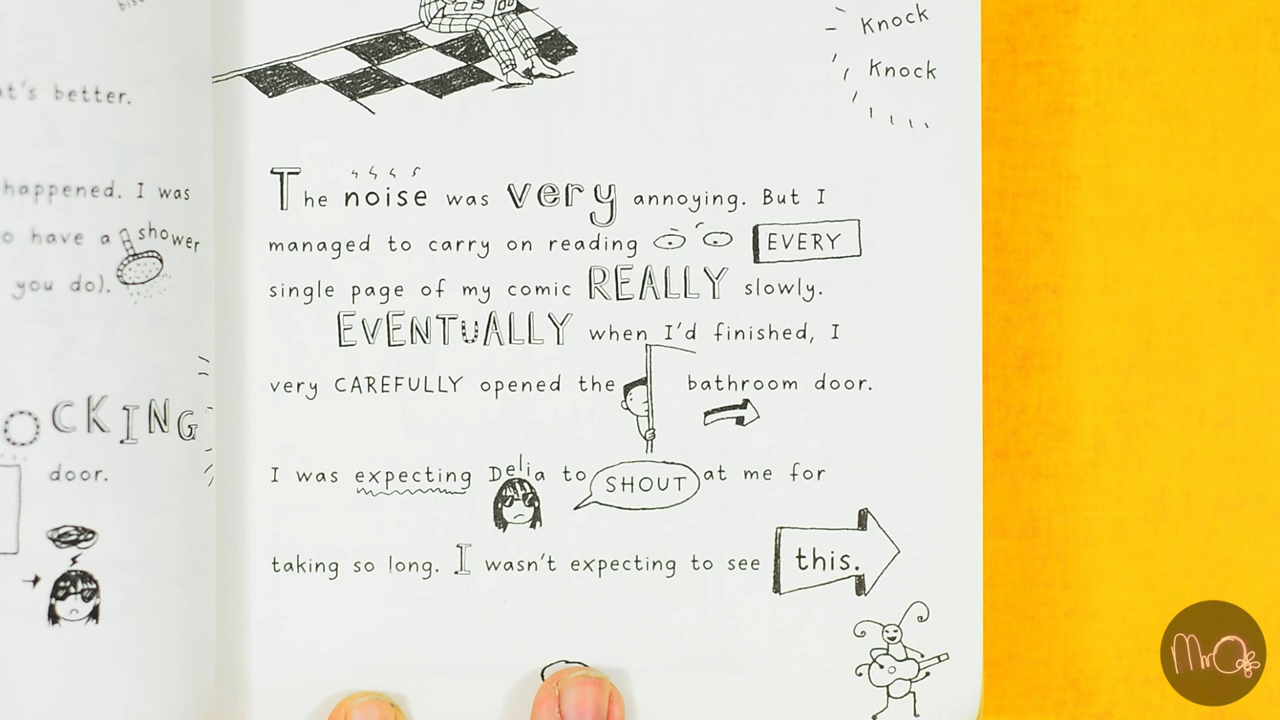 at's better.
happened. I was
o have a shower
you do).
OCKING
door.
Knock
Knock
The noise was very annoying. But I
managed to carry on reading EVERY
single page of my comic REALLY slowly.
EVENTUALLY when I'd finished, I
very CAREFULLY opened the bathroom door.
I was expecting Delia to SHOUT at me for
taking so long. I wasn't expecting to see this.